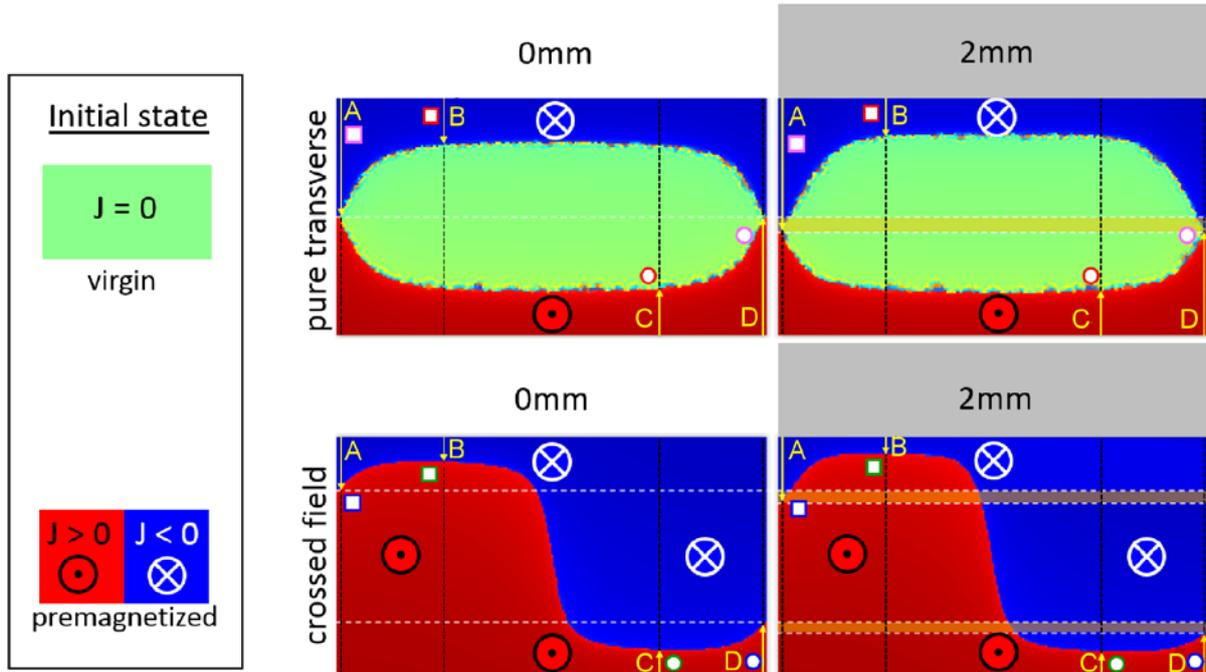 Initial state
J = 0
virgin
J > 0 J < 0
premagnetized
0mm 2mm
pure transverse
A B C D
A B C D
0mm 2mm
crossed field
A B C D
A B C D